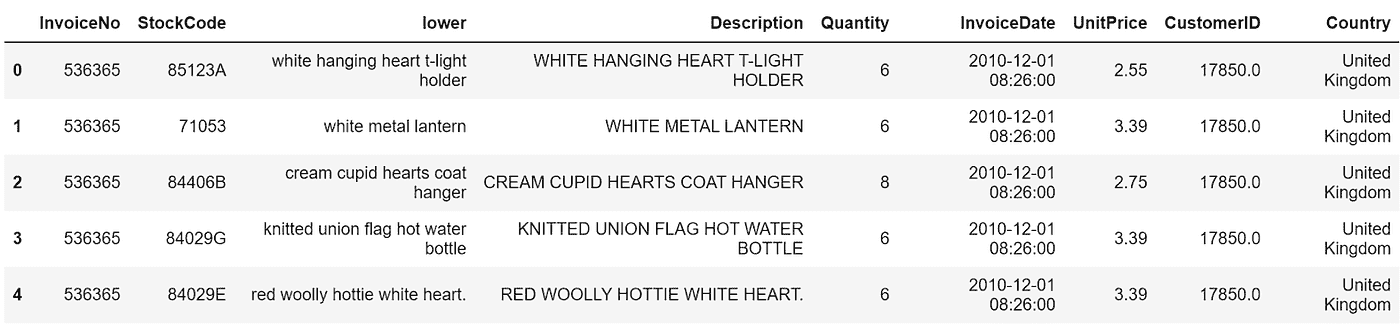 InvoiceNo StockCode lower Description Quantity InvoiceDate UnitPrice CustomerID Country
0 536365 85123A white hanging heart t-light holder WHITE HANGING HEART T-LIGHT HOLDER 6 2010-12-01 08:26:00 2.55 17850.0 United Kingdom
1 536365 71053 white metal lantern WHITE METAL LANTERN 6 2010-12-01 08:26:00 3.39 17850.0 United Kingdom
2 536365 84406B cream cupid hearts coat hanger CREAM CUPID HEARTS COAT HANGER 8 2010-12-01 08:26:00 2.75 17850.0 United Kingdom
3 536365 84029G knitted union flag hot water bottle KNITTED UNION FLAG HOT WATER BOTTLE 6 2010-12-01 08:26:00 3.39 17850.0 United Kingdom
4 536365 84029E red woolly hottie white heart. RED WOOLLY HOTTIE WHITE HEART. 6 2010-12-01 08:26:00 3.39 17850.0 United Kingdom